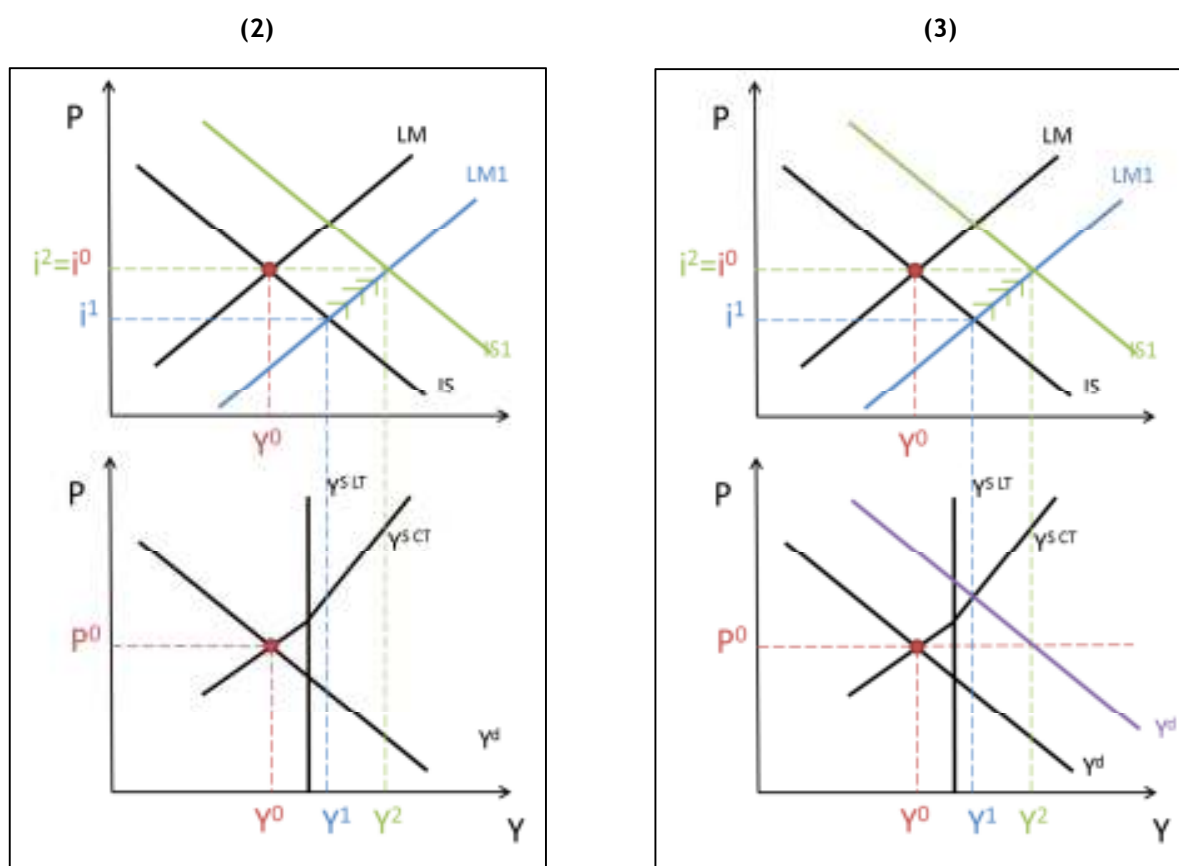 (2)
P
LM
LM1
i²=i⁰
i¹
IS1
IS
Y⁰
P
Yˢ ᴸᵀ
Yˢ ᶜᵀ
P⁰
Yᵈ
Y⁰ Y¹ Y² Y
(3)
P
LM
LM1
i²=i⁰
i¹
IS1
IS
Y⁰
P
Yˢ ᴸᵀ
Yˢ ᶜᵀ
P⁰
Yᵈ
Yᵈ
Y⁰ Y¹ Y² Y